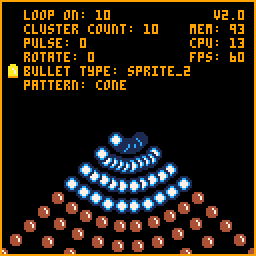 LOOP ON: 10 V2.0
CLUSTER COUNT: 10 MEM: 93
PULSE: 0 CPU: 13
ROTATE: 0 FPS: 60
BULLET TYPE: SPRITE_2
PATTERN: CONE